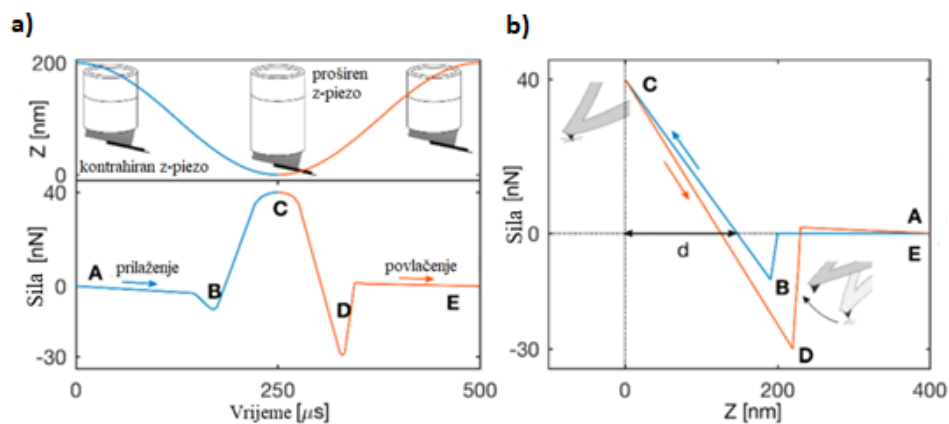 a)
200
Z [nm]
0
proširen
z-piezo
kontrahiran z-piezo
40
Sila [nN]
0
-30
A
prilaženje
B
C
D
povlačenje
E
0
250
500
Vrijeme [μs]
b)
40
Sila [nN]
0
-30
C
d
A
E
B
D
0
200
400
Z [nm]